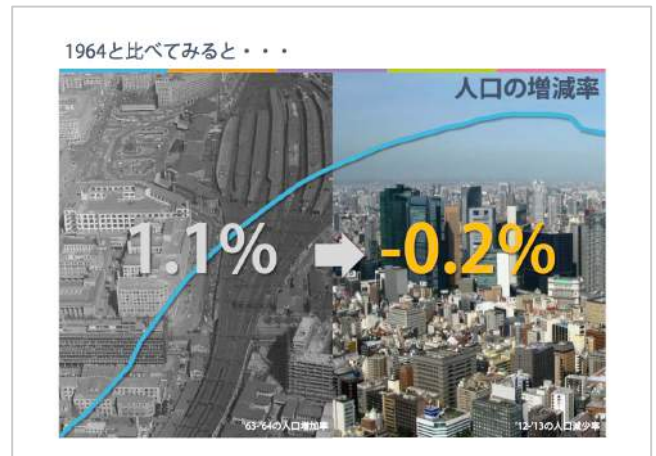 1964と比べてみると・・・
人口の増減率
1.1% ➡ -0.2%
'63-'64の人口増加率
'12-'13の人口減少率